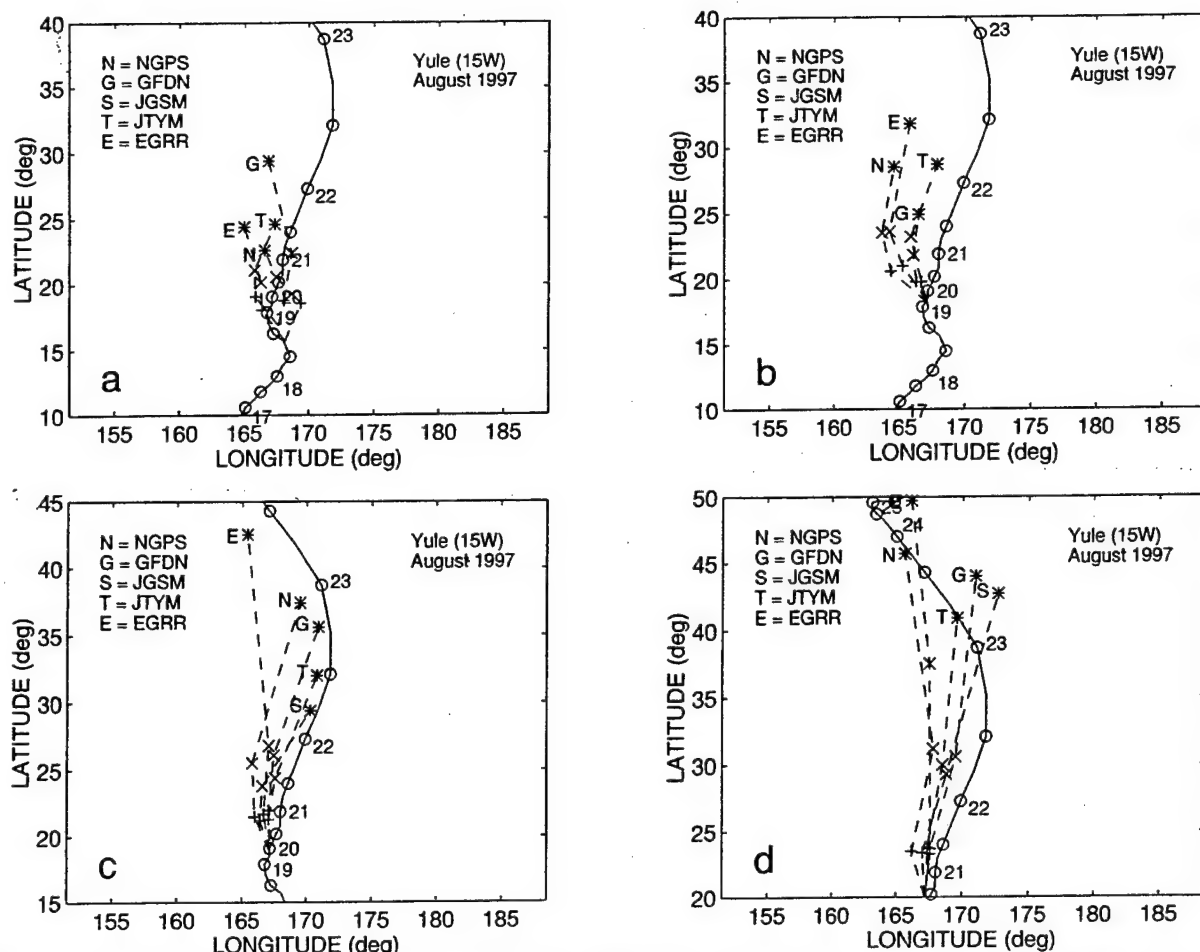 40
35
30
25
20
15
10
LATITUDE (deg)
N = NGPS
G = GFDN
S = JGSM
T = JTYM
E = EGRR
Yule (15W)
August 1997
23
22
21
20
19
18
17
G
E
T
N
a
155 160 165 170 175 180 185
LONGITUDE (deg)
40
35
30
25
20
15
10
LATITUDE (deg)
N = NGPS
G = GFDN
S = JGSM
T = JTYM
E = EGRR
Yule (15W)
August 1997
23
22
21
20
19
18
17
E
N
T
G
b
155 160 165 170 175 180 185
LONGITUDE (deg)
45
40
35
30
25
20
15
LATITUDE (deg)
N = NGPS
G = GFDN
S = JGSM
T = JTYM
E = EGRR
Yule (15W)
August 1997
E
23
N
G
T
S
22
21
20
19
c
155 160 165 170 175 180 185
LONGITUDE (deg)
50
45
40
35
30
25
20
LATITUDE (deg)
N = NGPS
G = GFDN
S = JGSM
T = JTYM
E = EGRR
Yule (15W)
August 1997
25
24
N
G
S
T
23
22
21
d
155 160 165 170 175 180 185
LONGITUDE (deg)